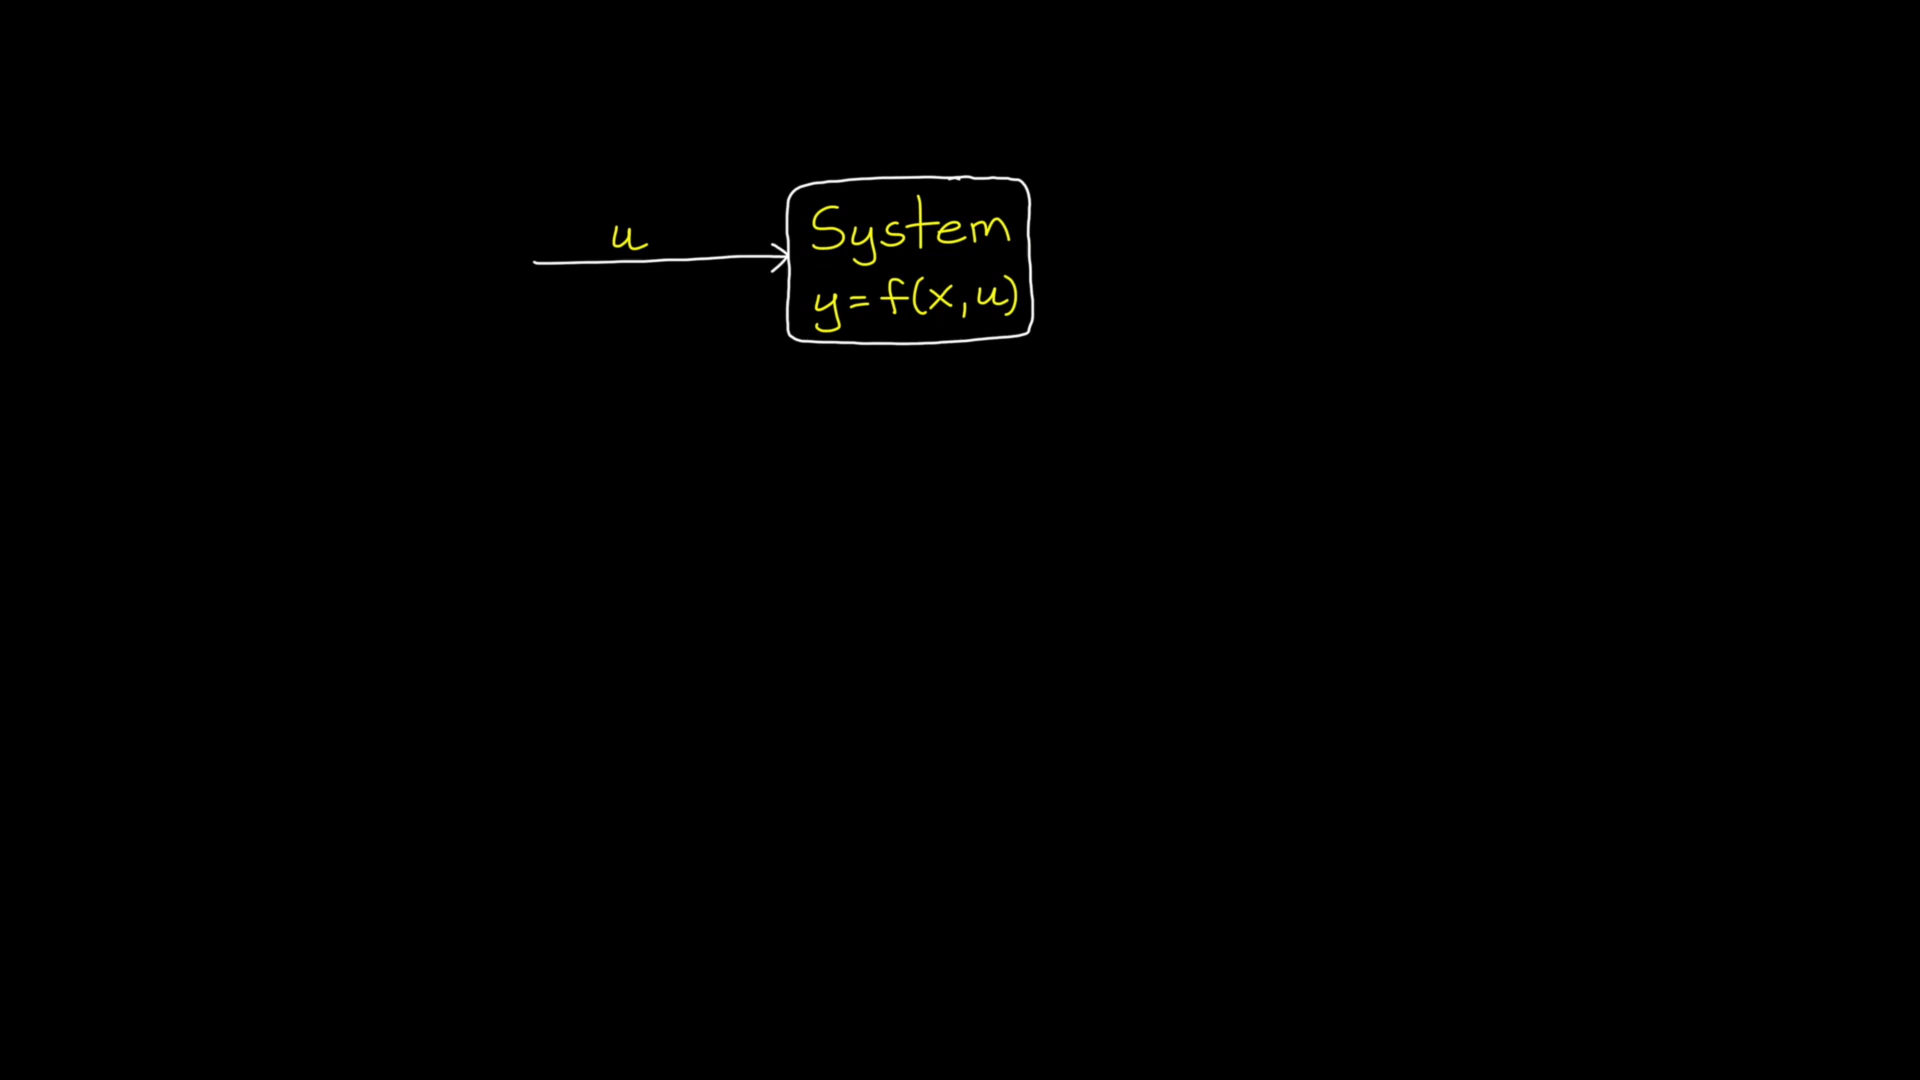 u
System
y = f(x, u)